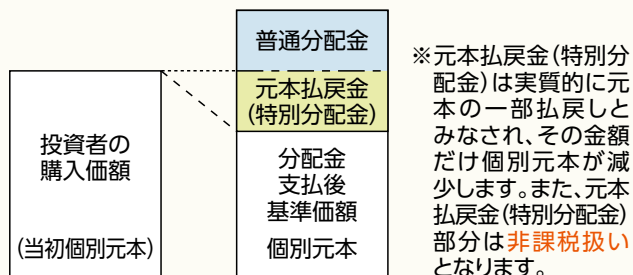 投資者の
購入価額
(当初個別元本)
普通分配金
元本払戻金
(特別分配金)
分配金
支払後
基準価額
個別元本
※元本払戻金(特別分
配金)は実質的に元
本の一部払戻しと
みなされ、その金額
だけ個別元本が減
少します。また、元本
払戻金(特別分配金)
部分は非課税扱い
となります。